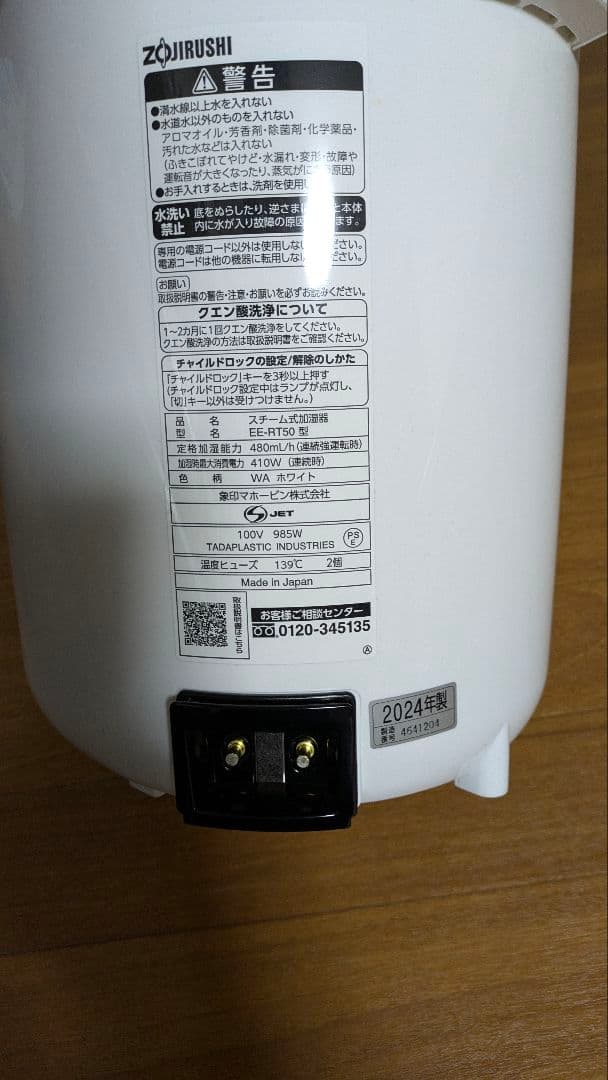 ZOJIRUSHI
警告
●満水線以上水を入れない
●水道水以外のものを入れない
アロマオイル・芳香剤・除菌剤・化学薬品・
汚れた水などは入れない
(ふきこぼれてやけど・水漏れ・変形・故障や
運転音が大きくなったり、蒸気が 原因)
●お手入れするときは、洗剤を使用
水洗い禁止
底をぬらしたり、逆さま と本体
内に水が入り故障の原因 ます。
専用の電源コード以外は使用しな ださい。
電源コードは他の機器に転用しな ださい。
お願い
取扱説明書の警告・注意・お願いを必ずお読みください。
クエン酸洗浄について
1~2カ月に1回クエン酸洗浄をしてください。
クエン酸洗浄の方法は取扱説明書をご確認ください。
チャイルドロックの設定/解除のしかた
「チャイルドロック」キーを3秒以上押す
(チャイルドロック設定中はランプが点灯し、
「切」キー以外は受けつけません。)
品 名 スチーム式加湿器
型 名 EE-RT50 型
定格加湿能力 480mL/h(連続強運転時)
加湿時最大消費電力 410W (連続時)
色 柄 WA ホワイト
象印マホービン株式会社
S JET
100V 985W
TADAPLASTIC INDUSTRIES
PSE
温度ヒューズ 139℃ 2個
Made in Japan
取扱説明書はこちら
お客様ご相談センター
0120-345135
Ⓐ
2024年製
製造番号 4641204